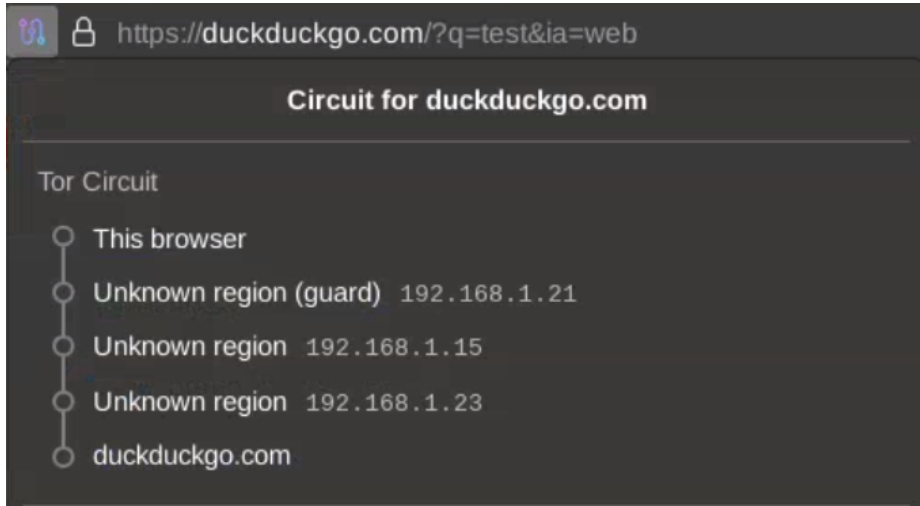 https://duckduckgo.com/?q=test&ia=web
Circuit for duckduckgo.com
Tor Circuit
This browser
Unknown region (guard) 192.168.1.21
Unknown region 192.168.1.15
Unknown region 192.168.1.23
duckduckgo.com